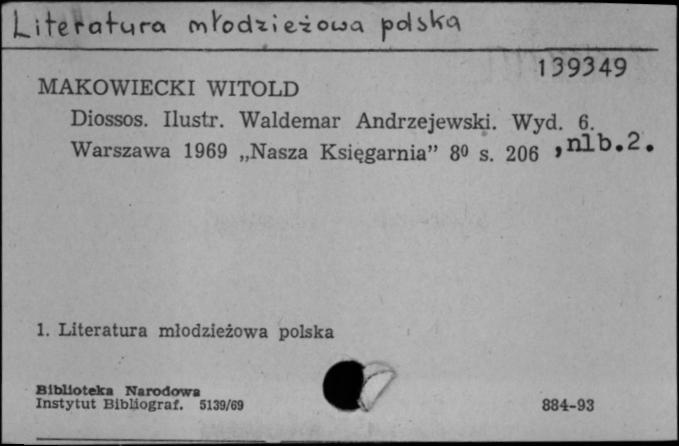 Literatura młodzieżowa polska
139349
MAKOWIECKI WITOLD
Diossos. Ilustr. Waldemar Andrzejewski. Wyd. 6.
Warszawa 1969 „Nasza Księgarnia” 8⁰ s. 206 , nlb.2.
1. Literatura młodzieżowa polska
Biblioteka Narodowa
Instytut Bibliograf. 5139/69
884-93